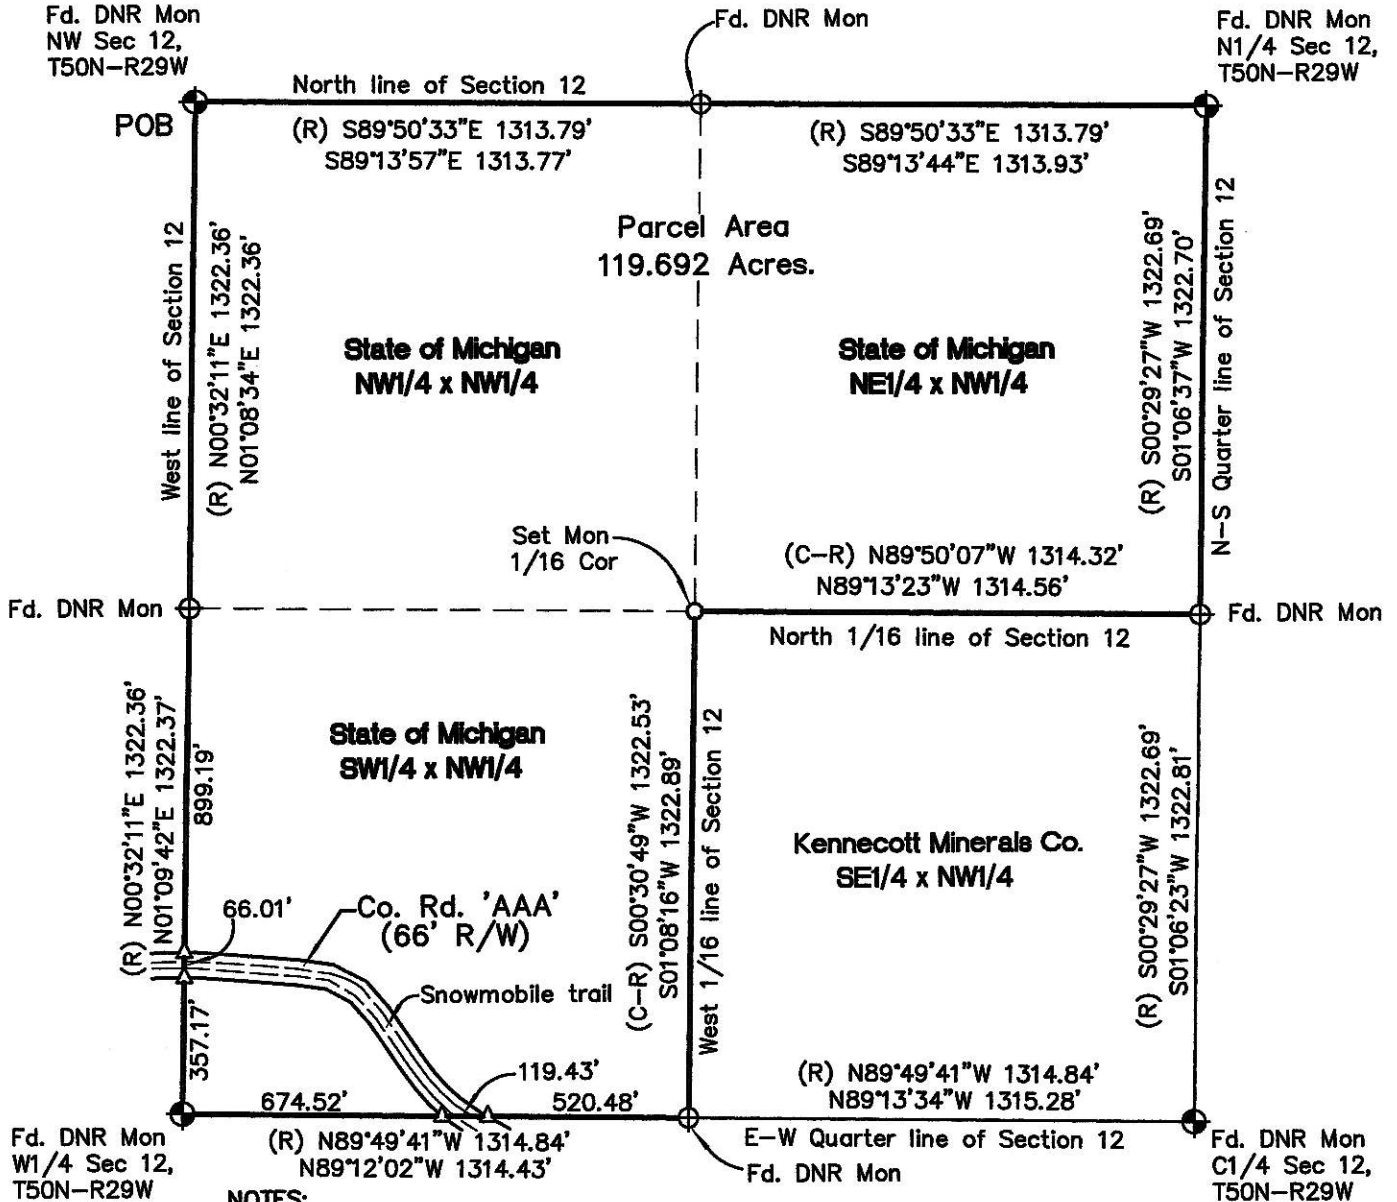 Fd. DNR Mon
NW Sec 12,
T50N-R29W
Fd. DNR Mon
Fd. DNR Mon
N1/4 Sec 12,
T50N-R29W
North line of Section 12
POB
(R) S89°50'33"E 1313.79'
S89°13'57"E 1313.77'
(R) S89°50'33"E 1313.79'
S89°13'44"E 1313.93'
Parcel Area
119.692 Acres.
West line of Section 12
(R) N00°32'11"E 1322.36'
N01°08'34"E 1322.36'
State of Michigan
NW1/4 x NW1/4
State of Michigan
NE1/4 x NW1/4
(R) S00°29'27"W 1322.69'
S01°06'37"W 1322.70'
N-S Quarter line of Section 12
Set Mon
1/16 Cor
(C-R) N89°50'07"W 1314.32'
N89°13'23"W 1314.56'
Fd. DNR Mon
Fd. DNR Mon
North 1/16 line of Section 12
(R) N00°32'11"E 1322.36'
N01°09'42"E 1322.37'
899.19'
State of Michigan
SW1/4 x NW1/4
(C-R) S00°30'49"W 1322.53'
S01°08'16"W 1322.89'
West 1/16 line of Section 12
Kennecott Minerals Co.
SE1/4 x NW1/4
(R) S00°29'27"W 1322.69'
S01°06'23"W 1322.81'
66.01'
Co. Rd. 'AAA'
(66' R/W)
Snowmobile trail
357.17'
119.43'
674.52'
520.48'
(R) N89°49'41"W 1314.84'
N89°13'34"W 1315.28'
Fd. DNR Mon
W1/4 Sec 12,
T50N-R29W
(R) N89°49'41"W 1314.84'
N89°12'02"W 1314.43'
E-W Quarter line of Section 12
Fd. DNR Mon
Fd. DNR Mon
C1/4 Sec 12,
T50N-R29W
NOTES: